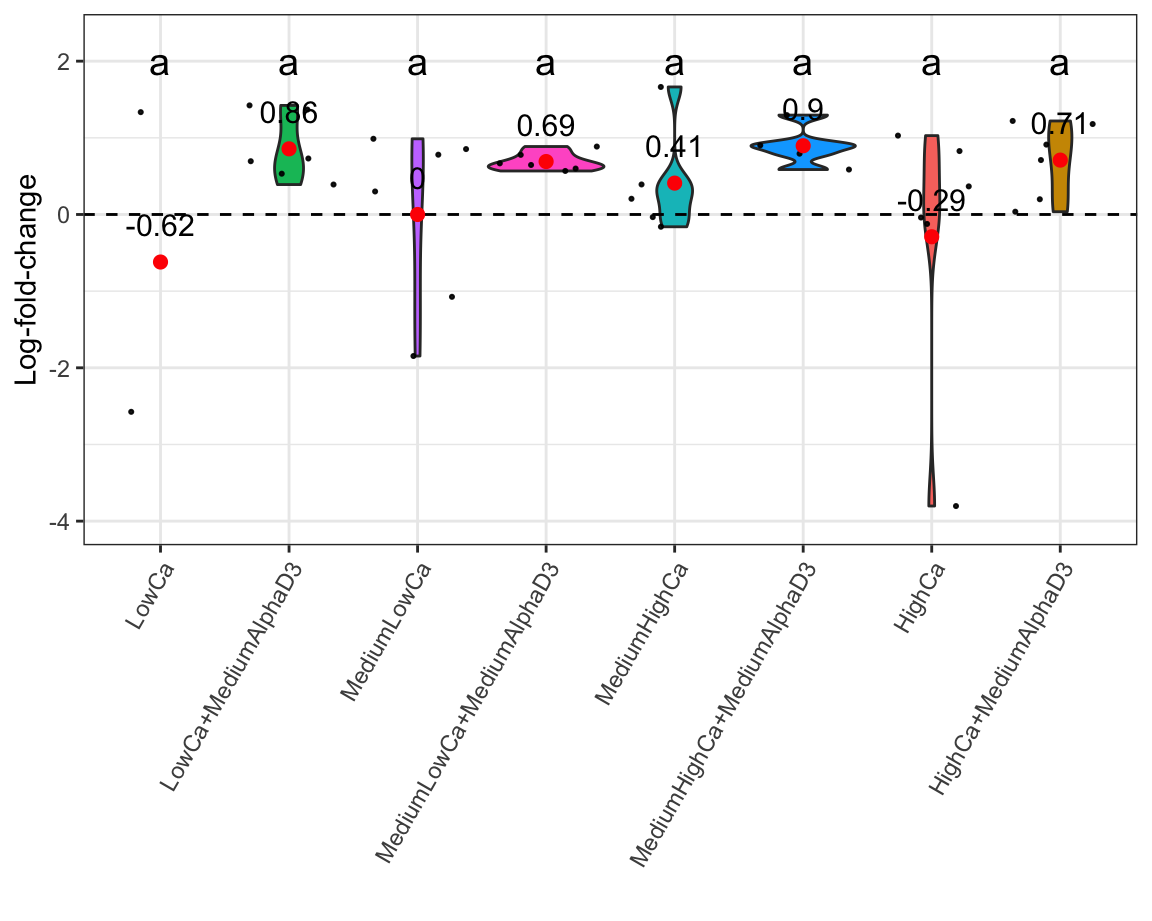 2
0
-2
-4
Log-fold-change
a a a a a a a a
-0.62
0.86
0
0.69
0.41
0.9
-0.29
0.71
LowCa
LowCa+MediumAlphaD3
MediumLowCa
MediumLowCa+MediumAlphaD3
MediumHighCa
MediumHighCa+MediumAlphaD3
HighCa
HighCa+MediumAlphaD3